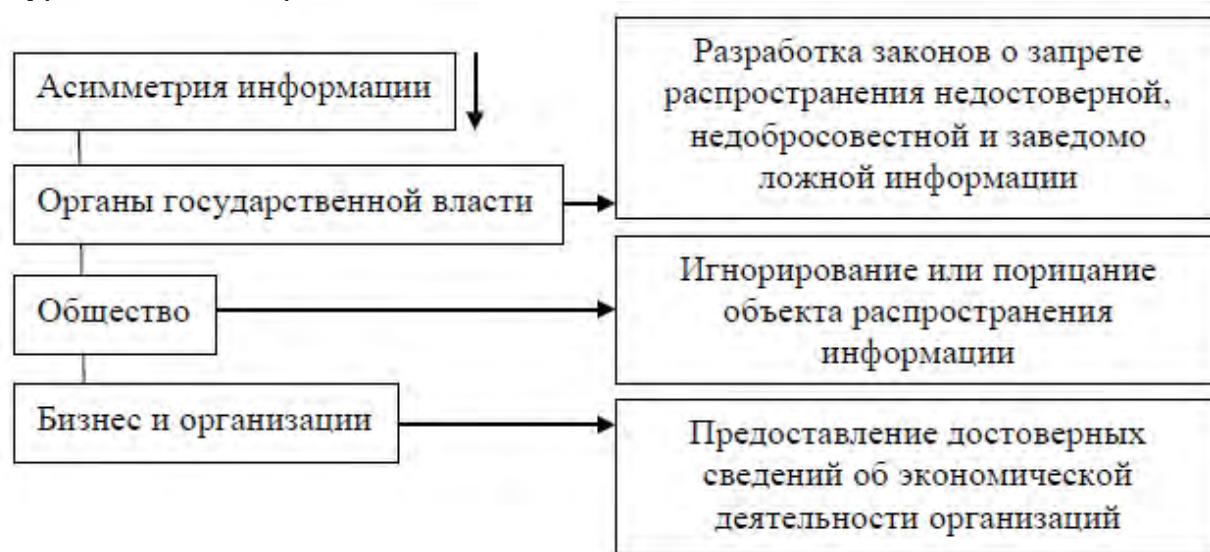 Асимметрия информации
Разработка законов о запрете
распространения недостоверной,
недобросовестной и заведомо
ложной информации
Органы государственной власти
Общество
Игнорирование или порицание
объекта распространения
информации
Бизнес и организации
Предоставление достоверных
сведений об экономической
деятельности организаций